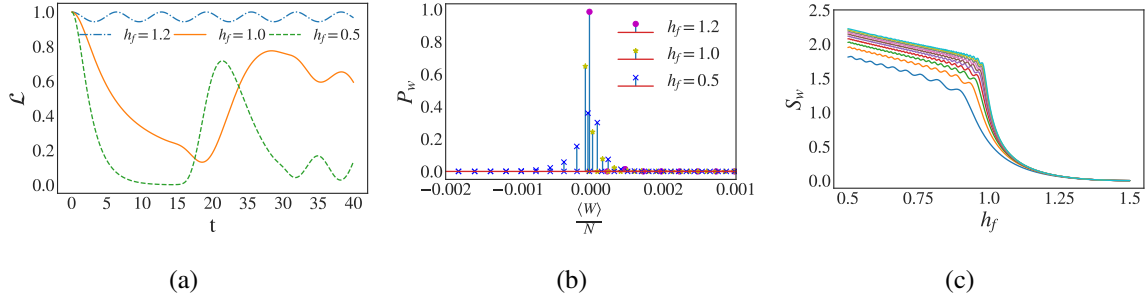 1.0
0.8
0.6
0.4
0.2
0.0
ℒ
h_f = 1.2 h_f = 1.0 h_f = 0.5
0 5 10 15 20 15 30 35 40
t
(a)
1.0
0.8
0.6
0.4
0.2
0.0
P_w
h_f = 1.2
h_f = 1.0
h_f = 0.5
−0.002 −0.001 0.000 0.002 0.001
⟨W⟩
N
(b)
2.5
2.0
1.5
1.0
0.5
0.0
S_w
0.5 0.75 1.0 1.25 1.5
h_f
(c)